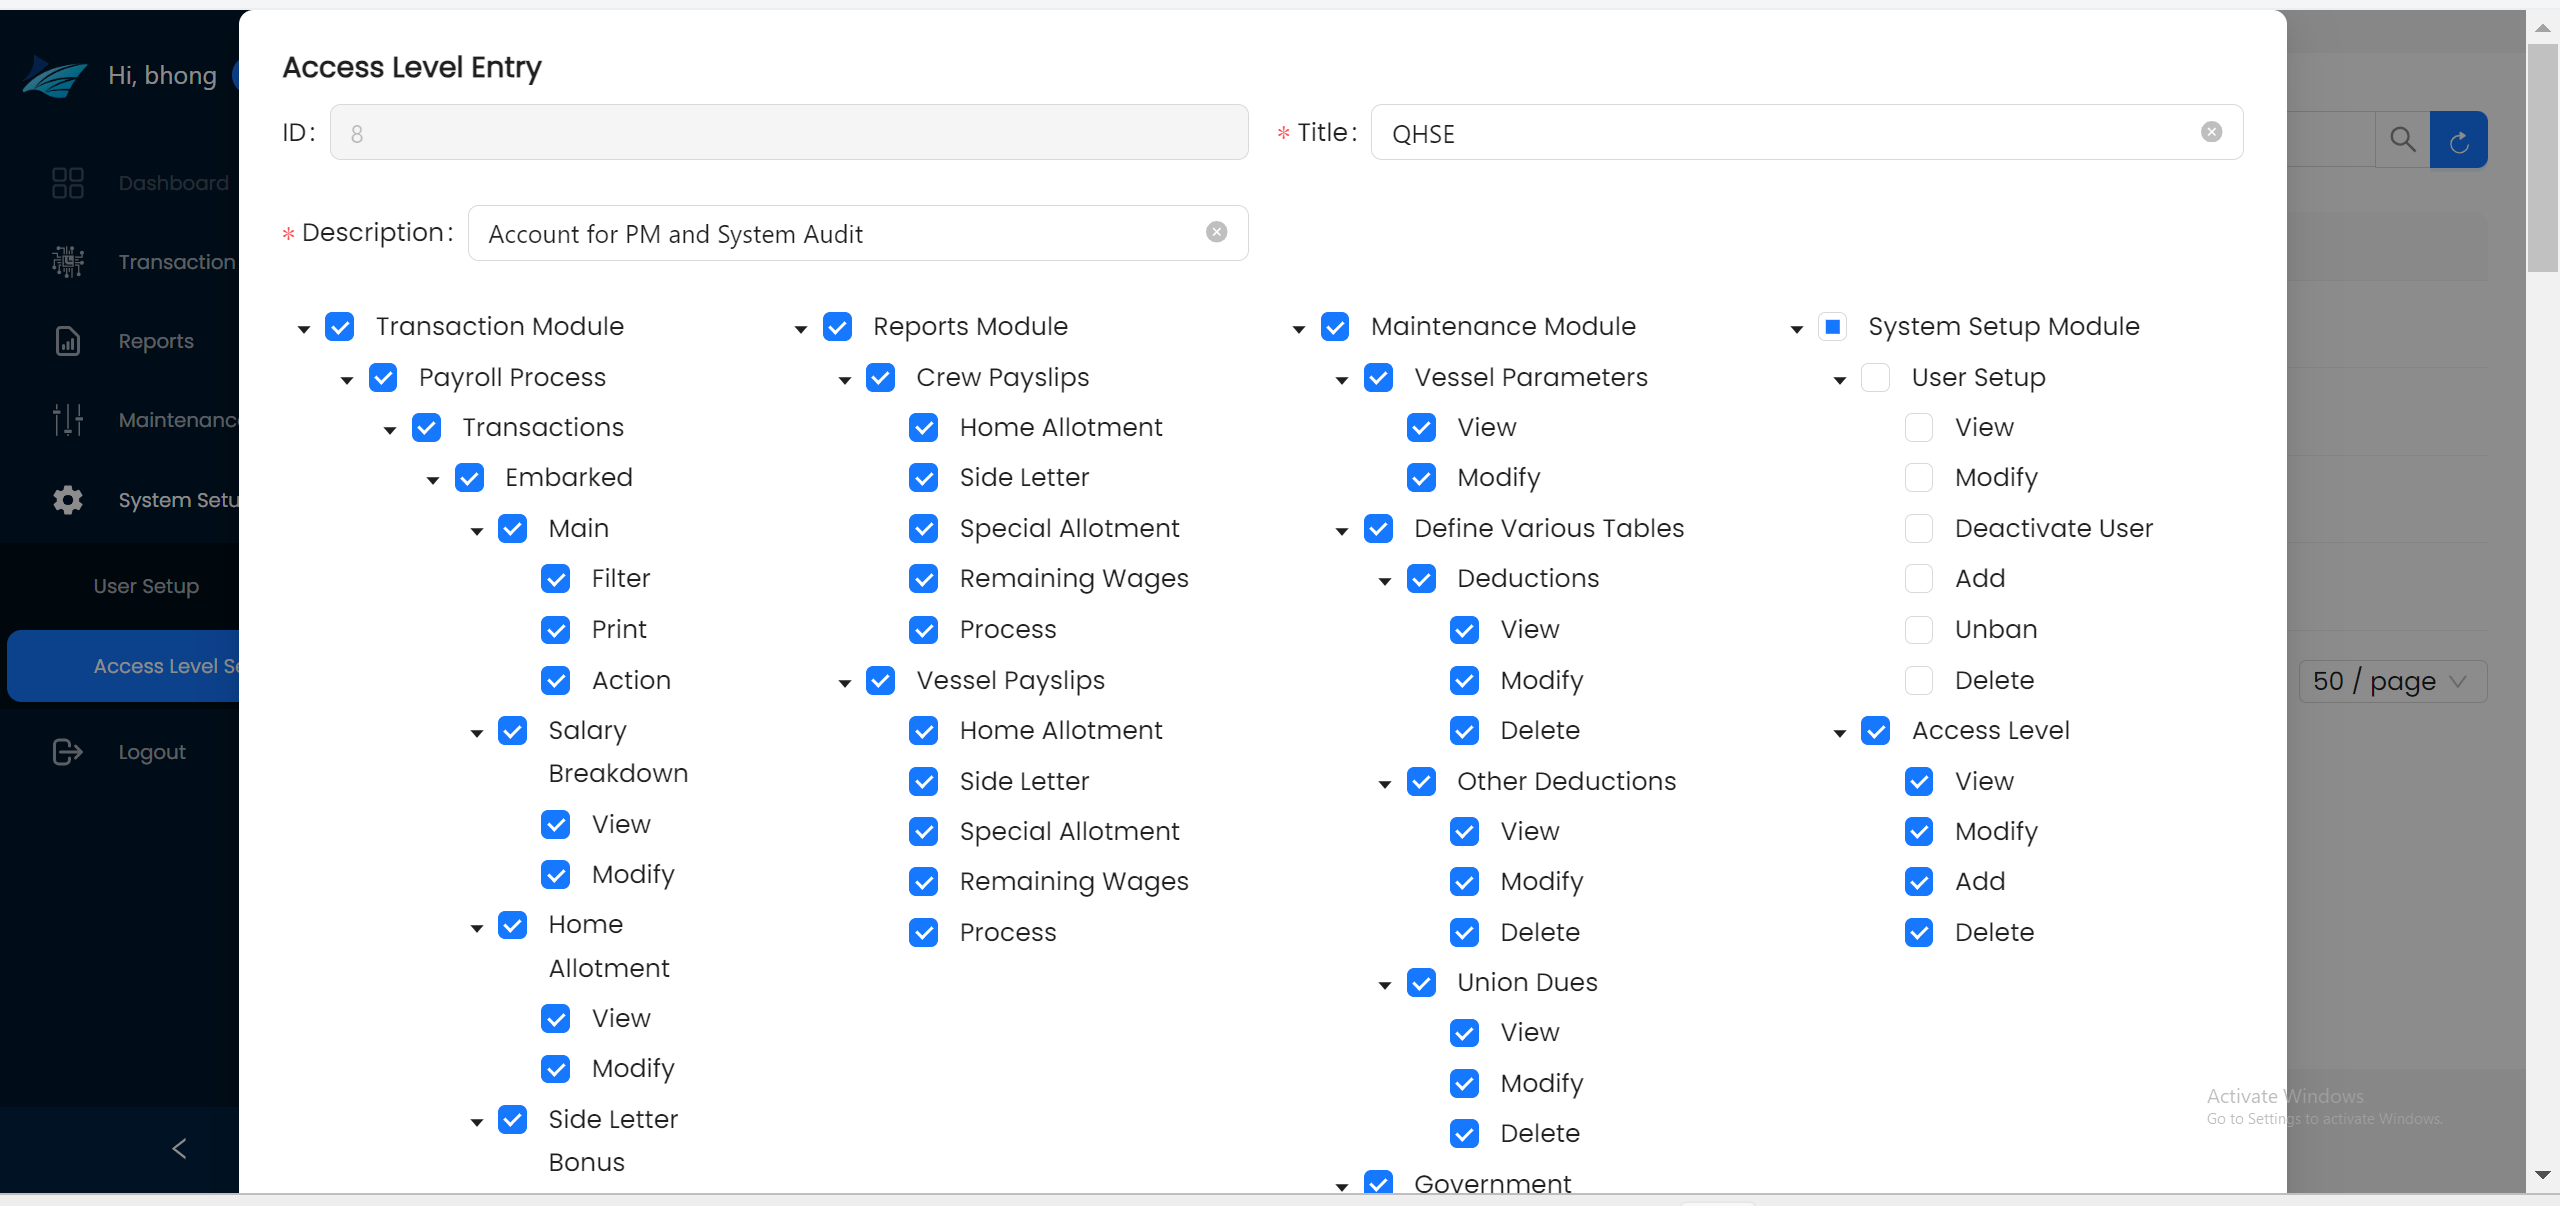 Access Level Entry
Hi, bhong
ID: 8
* Title: QHSE
* Description: Account for PM and System Audit
Dashboard
Transaction
Reports
Maintenanc
System Setu
User Setup
Access Level Se
Logout
Transaction Module
Payroll Process
Transactions
Embarked
Main
Filter
Print
Action
Salary
Breakdown
View
Modify
Home
Allotment
View
Modify
Side Letter
Bonus
Reports Module
Crew Payslips
Home Allotment
Side Letter
Special Allotment
Remaining Wages
Process
Vessel Payslips
Home Allotment
Side Letter
Special Allotment
Remaining Wages
Process
Maintenance Module
Vessel Parameters
View
Modify
Define Various Tables
Deductions
View
Modify
Delete
Other Deductions
View
Modify
Delete
Union Dues
View
Modify
Delete
Government
System Setup Module
User Setup
View
Modify
Deactivate User
Add
Unban
Delete
Access Level
View
Modify
Add
Delete
50 / page
Activate Windows
Go to Settings to activate Windows.